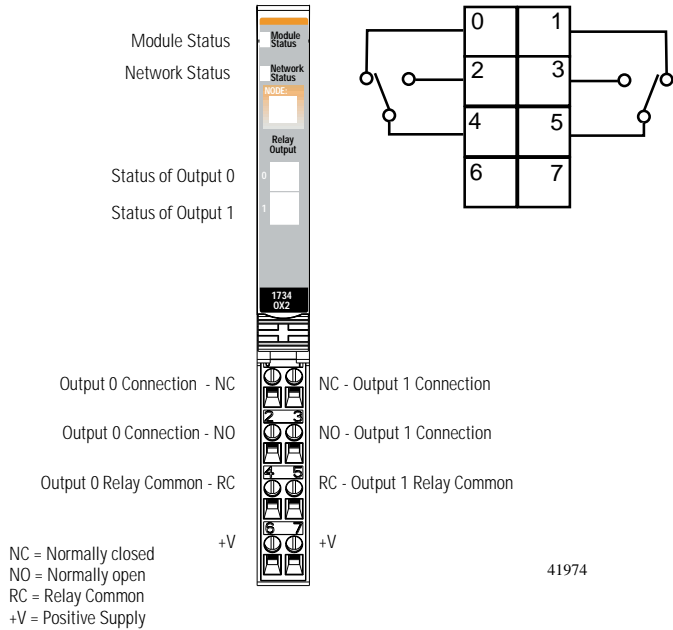 Module Status
Network Status
Status of Output 0
Status of Output 1
Module
Status
Network
Status
NODE:
Relay
Output
0
1
1734
OX2
0 1
2 3
4 5
6 7
Output 0 Connection - NC
NC - Output 1 Connection
2 3
Output 0 Connection - NO
NO - Output 1 Connection
4 5
Output 0 Relay Common - RC
RC - Output 1 Relay Common
6 7
+V
+V
NC = Normally closed
NO = Normally open
RC = Relay Common
+V = Positive Supply
41974